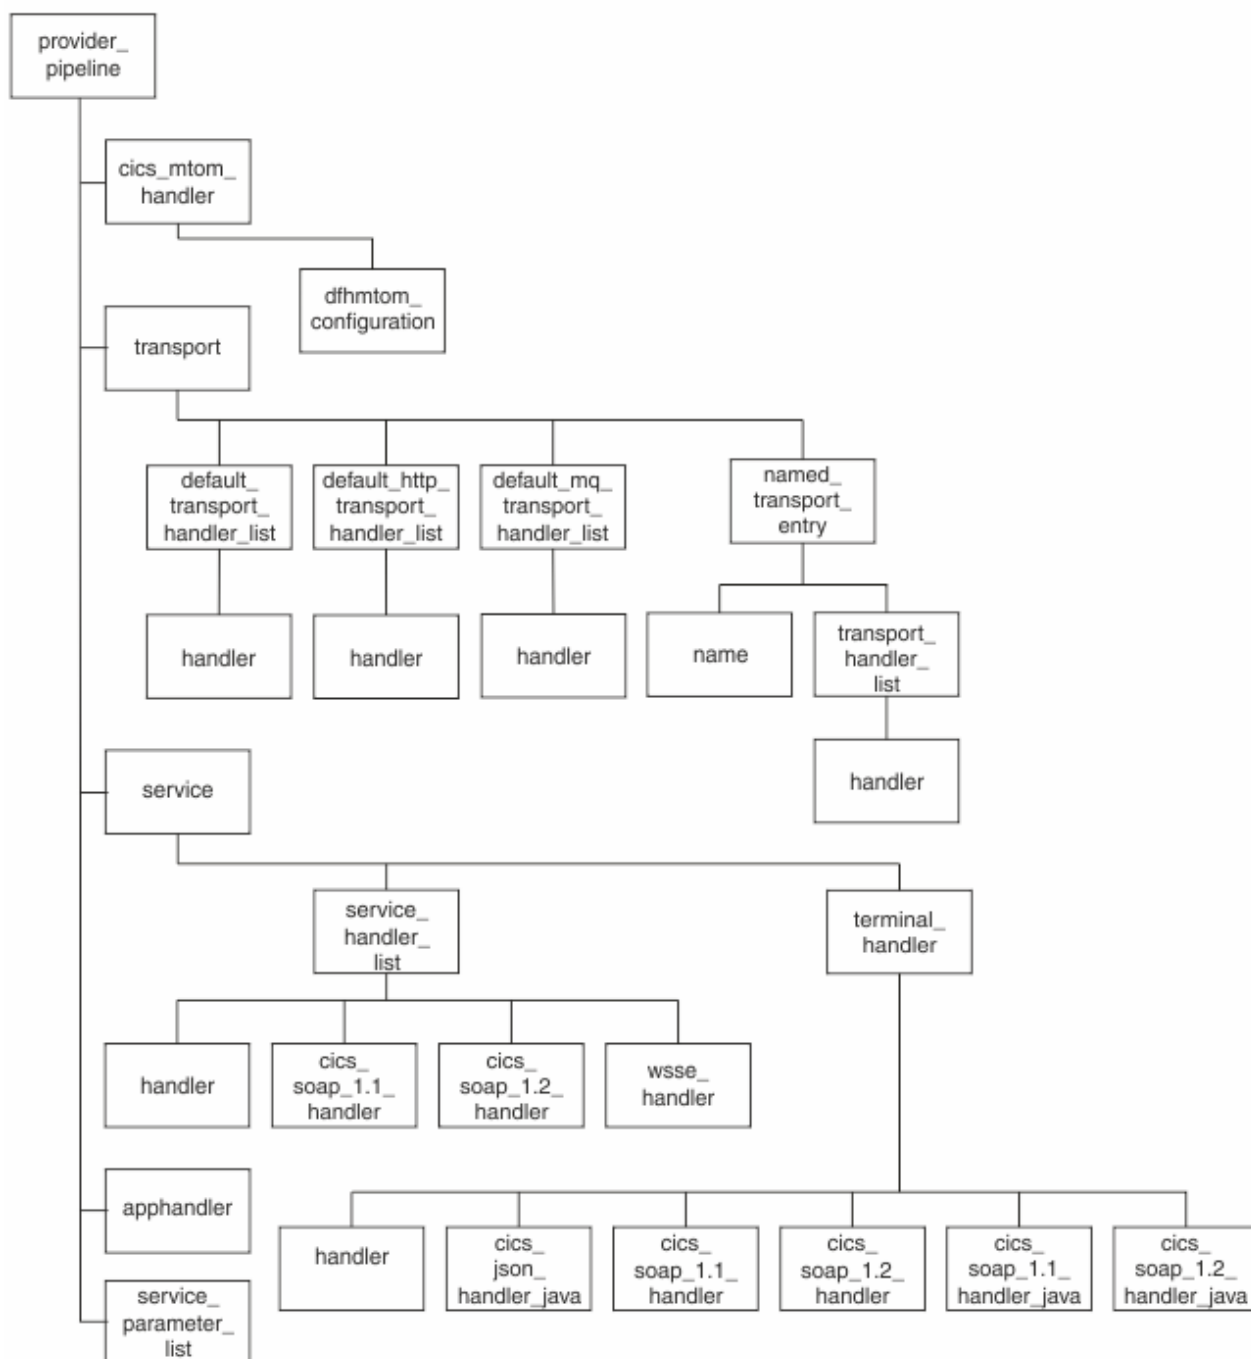 provider_
pipeline
cics_mtom_
handler
dfhmtom_
configuration
transport
default_
transport_
handler_list
default_http_
transport_
handler_list
default_mq_
transport_
handler_list
named_
transport_
entry
handler
handler
handler
name
transport_
handler_
list
handler
service
service_
handler_
list
terminal_
handler
handler
cics_
soap_1.1_
handler
cics_
soap_1.2_
handler
wsse_
handler
apphandler
handler
cics_
json_
handler_java
cics_
soap_1.1_
handler
cics_
soap_1.2_
handler
cics_
soap_1.1_
handler_java
cics_
soap_1.2_
handler_java
service_
parameter_
list